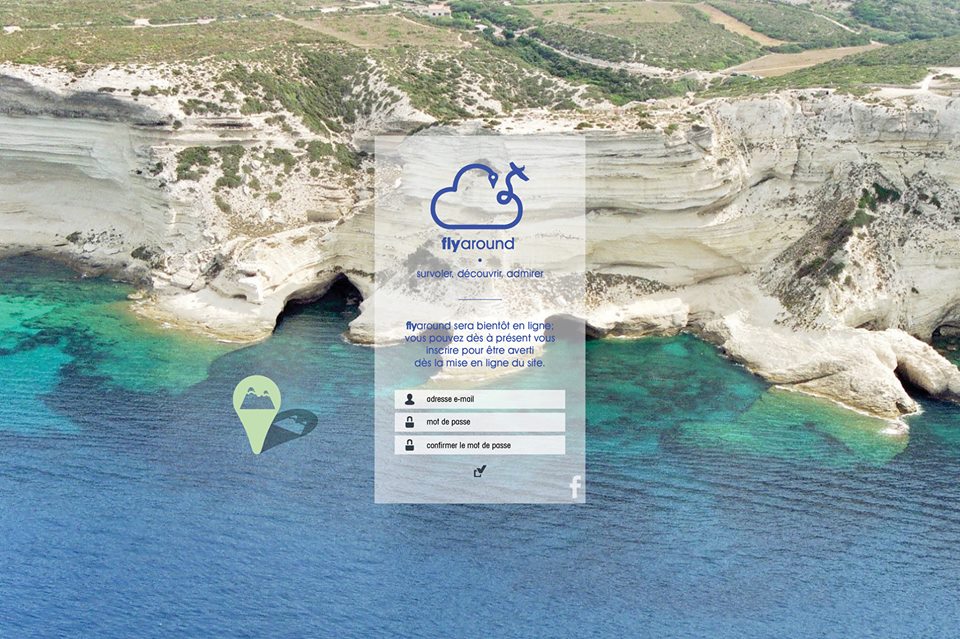 flyaround
survoler, découvrir, admirer
flyaround sera bientôt en ligne;
vous pouvez dès à présent vous
inscrire pour être averti
dès la mise en ligne du site.
adresse e-mail
mot de passe
confirmer le mot de passe
f